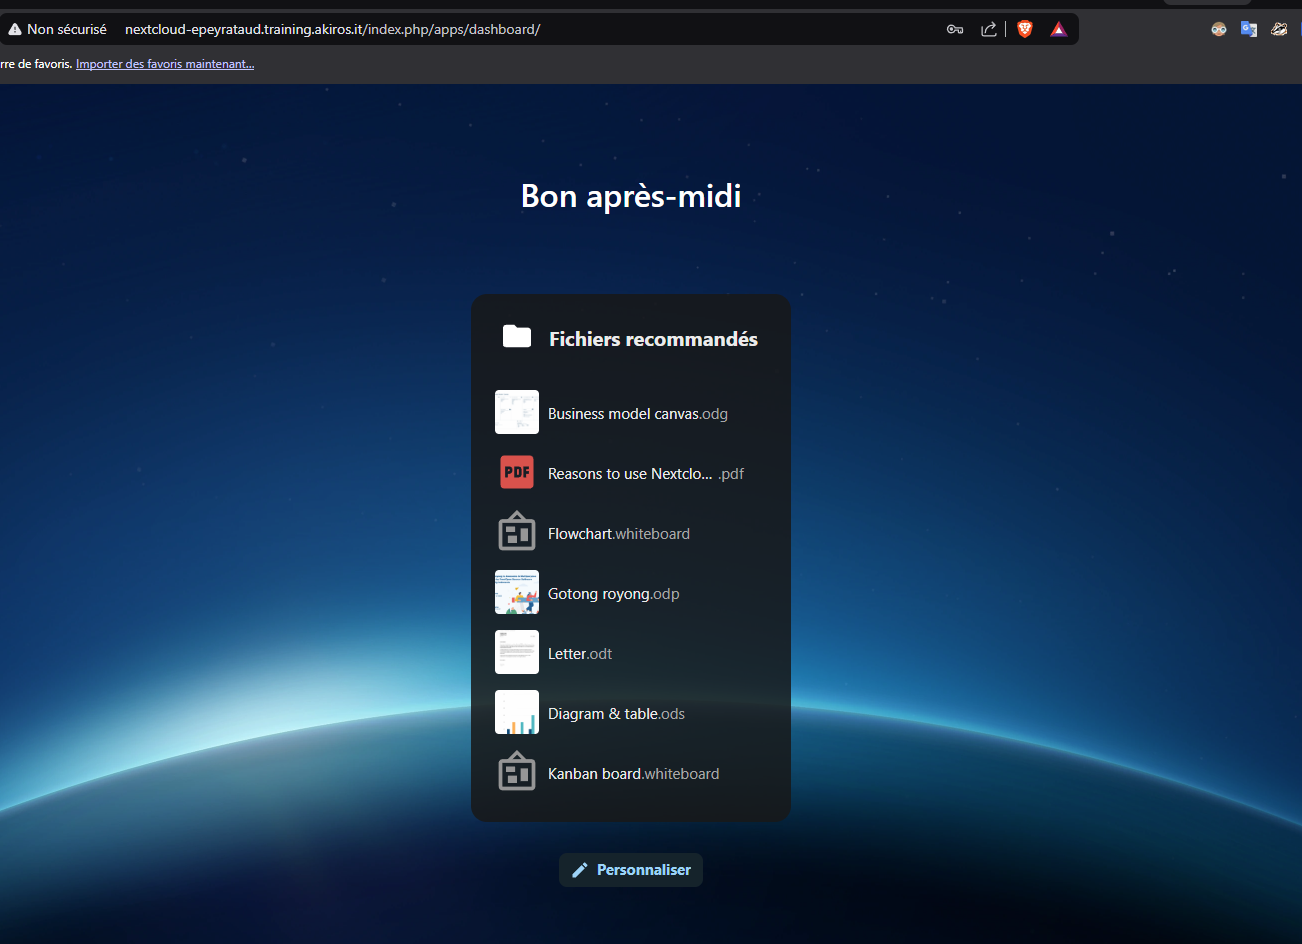 Non sécurisé nextcloud-epeyrataud.training.akiros.it/index.php/apps/dashboard/
rre de favoris. Importer des favoris maintenant...
Bon après-midi
Fichiers recommandés
Business model canvas.odg
PDF Reasons to use Nextclo... .pdf
Flowchart.whiteboard
Gotong royong.odp
Letter.odt
Diagram & table.ods
Kanban board.whiteboard
Personnaliser